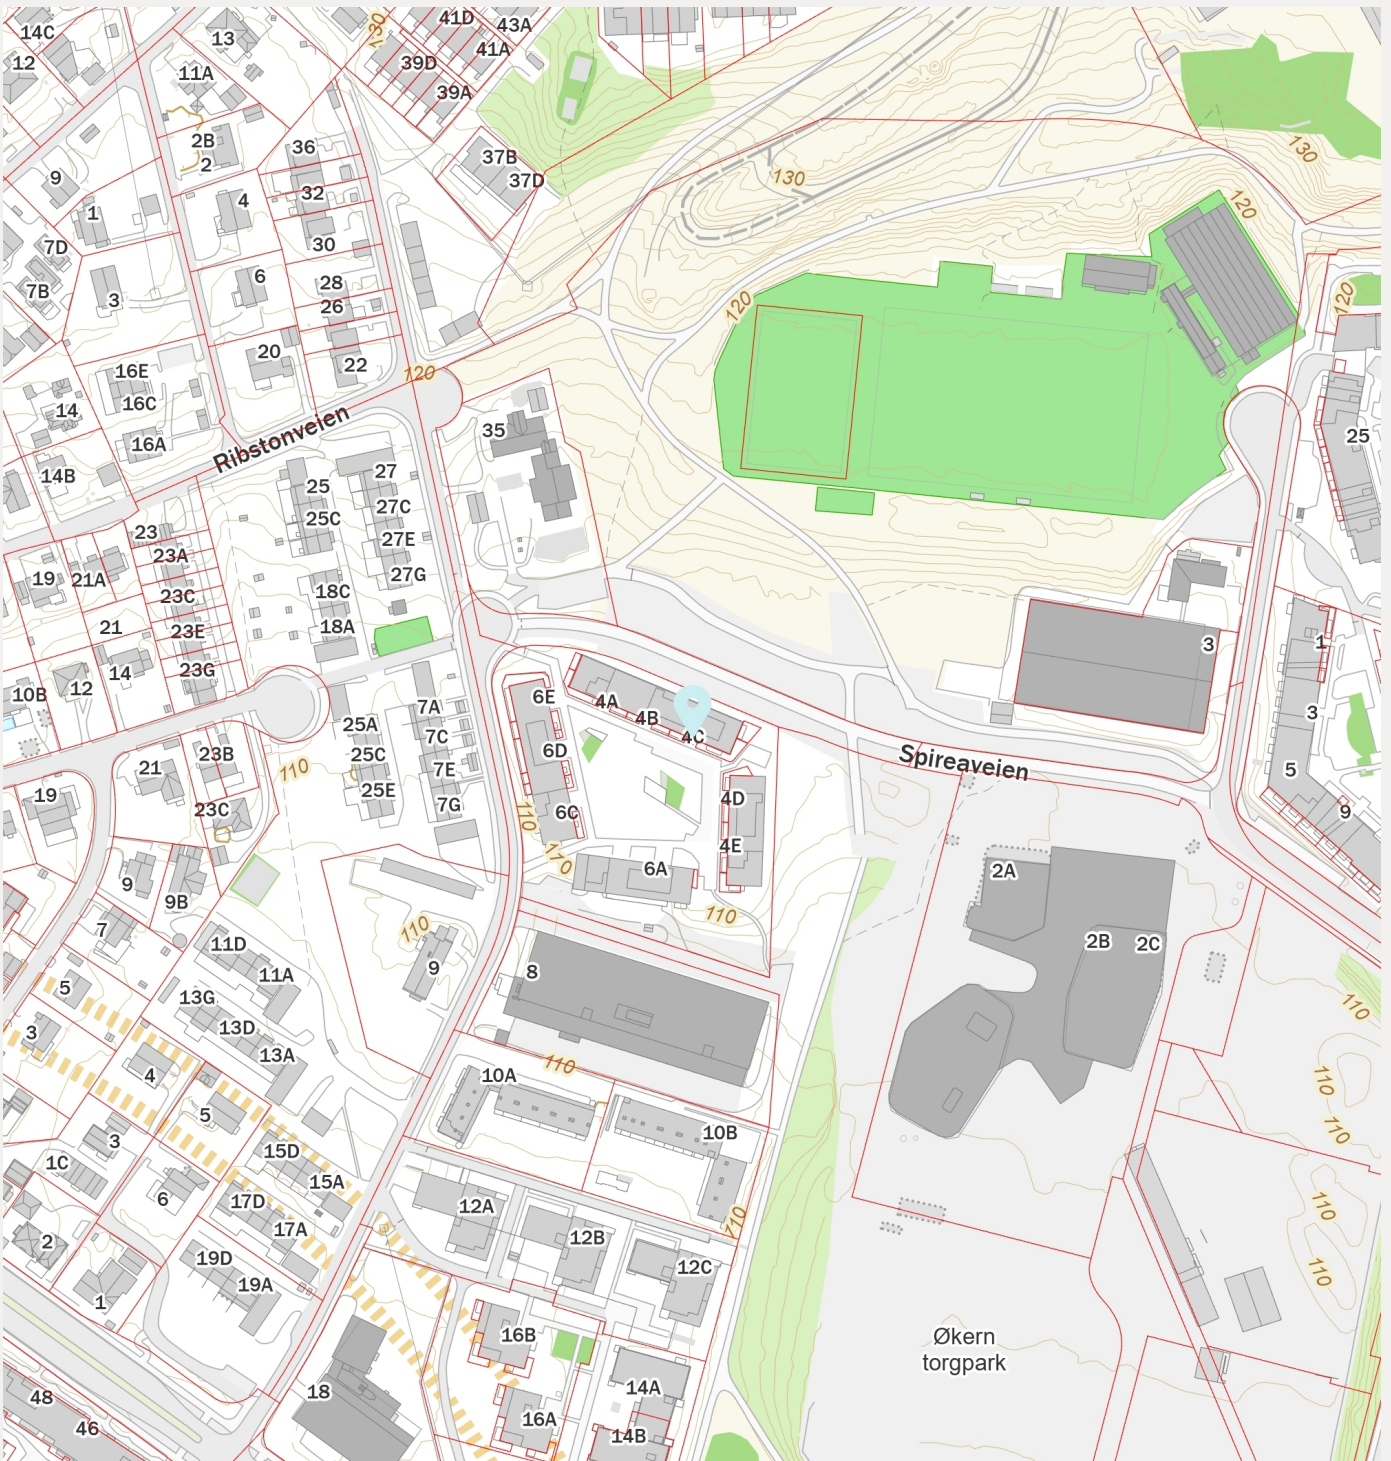 14C
41D
43A
130
13
12
39D
41A
11A
39A
2B
36
37B
2
130
130
37D
9
4
32
120
1
30
7D
6
28
7B
3
26
120
120
20
22
16E
120
16C
14
35
25
Ribstonveien
16A
14B
27
25
27C
25C
23
27E
23A
19
21A
27G
23C
18C
21
23E
18A
3
1
14
23G
12
10B
6E
4A
7A
4B
3
25A
4C
7C
23B
6D
25C
Spireaveien
21
110
7E
5
25E
19
4D
7G
23C
6C
110
9
4E
110
6A
2A
9
9B
110
7
110
11D
2B
2C
9
8
11A
5
13G
110
13D
3
13A
110
4
10A
110
5
10B
110
3
15D
1C
15A
6
17D
12A
110
110
17A
12B
2
19D
12C
110
19A
1
16B
Økern
torgpark
18
14A
48
16A
46
14B